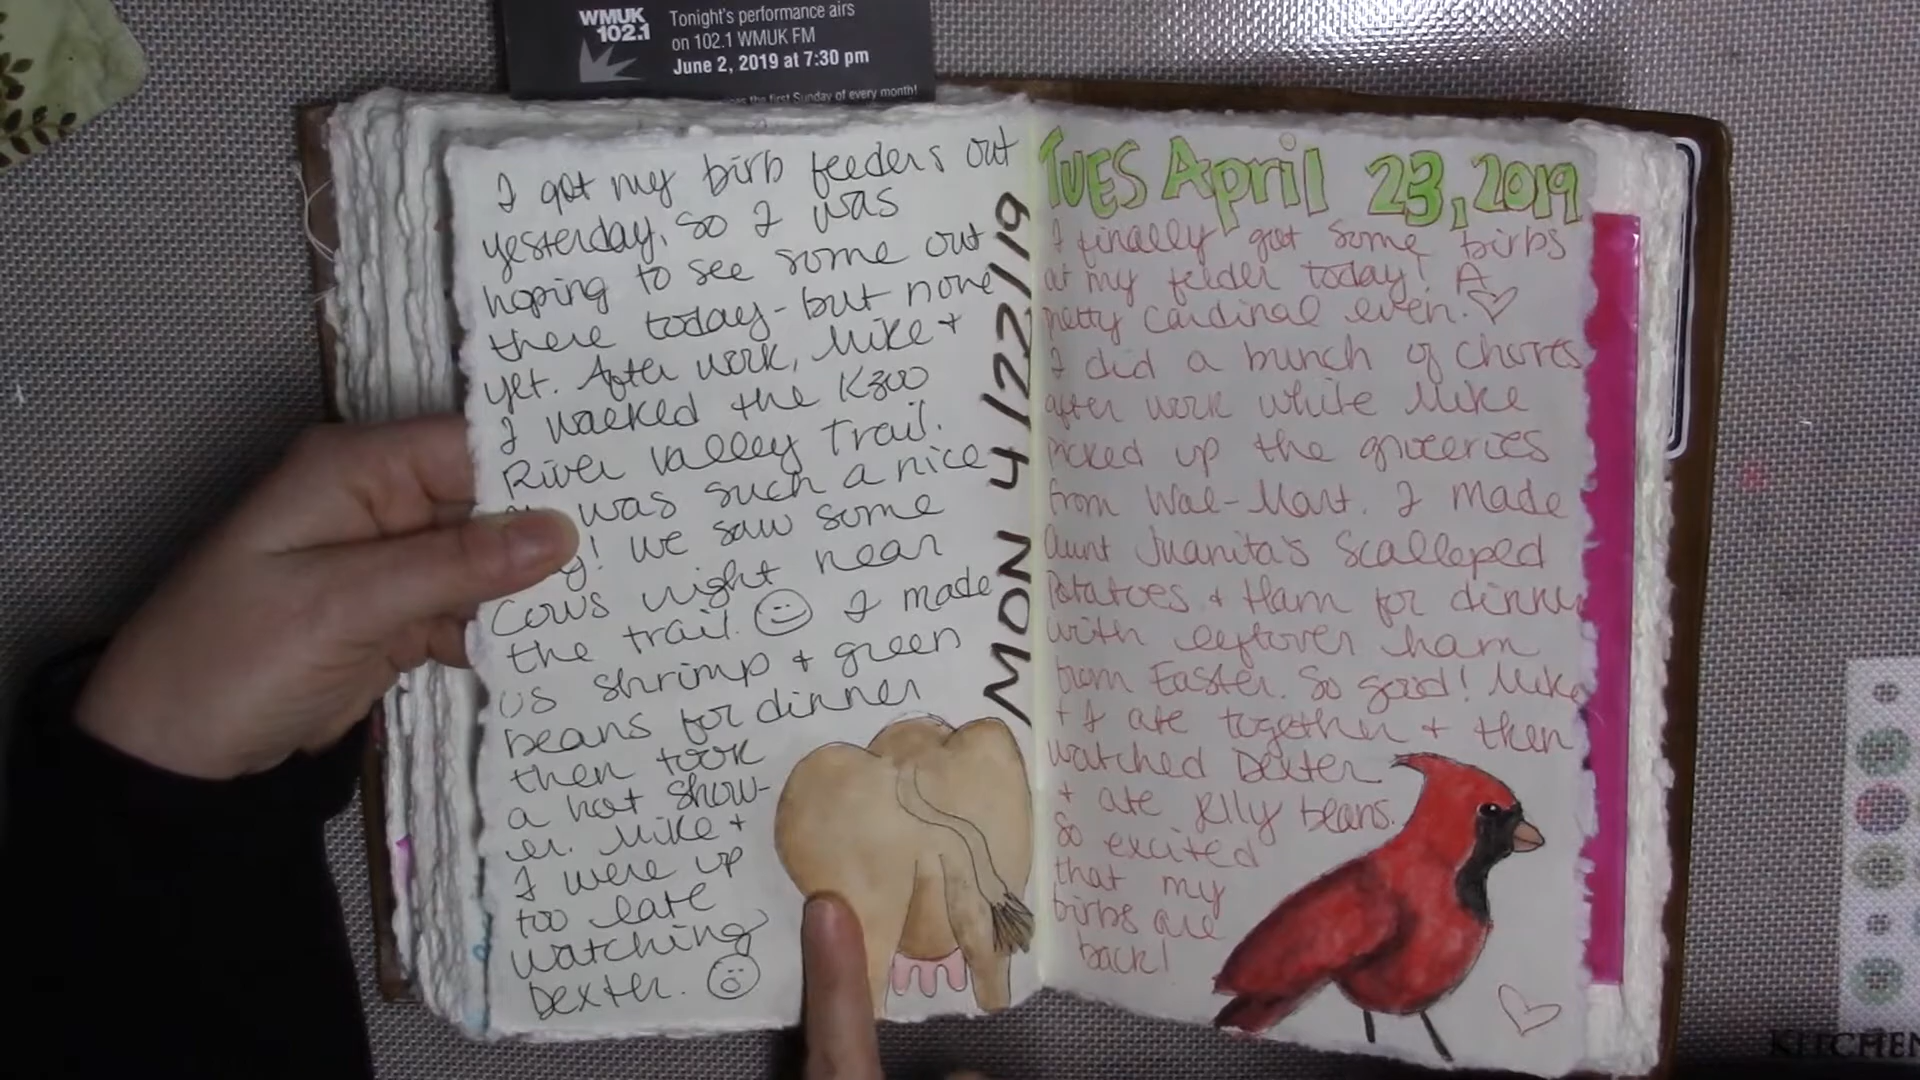 WMUK
102.1
Tonight's performance airs
on 102.1 WMUK FM
June 2, 2019 at 7:30 pm
the first Sunday of every month!
I got my birb feeders out
yesterday, so I was
hoping to see some out
there today - but none
yet. After work, Mike +
I walked the Kzoo
River Valley Trail.
was such a nice
! We saw some
cows right near
the trail. I made
us shrimp + green
beans for dinner
then took
a hot show-
er. Mike +
I were up
too late
watching
Dexter.
MON 4/22/19
TUES April 23, 2019
I finally got some birbs
at my feeder today! A
pretty cardinal even.
I did a bunch of chores
after work while Mike
picked up the groceries
from Wal-Mart. I made
Aunt Juanita's Scalloped
Potatoes + Ham for dinner
with leftover ham
from Easter. So good! Mike
+ I ate together + then
watched Dexter
+ ate jelly beans.
So excited
that my
birbs are
back!
KITCHEN